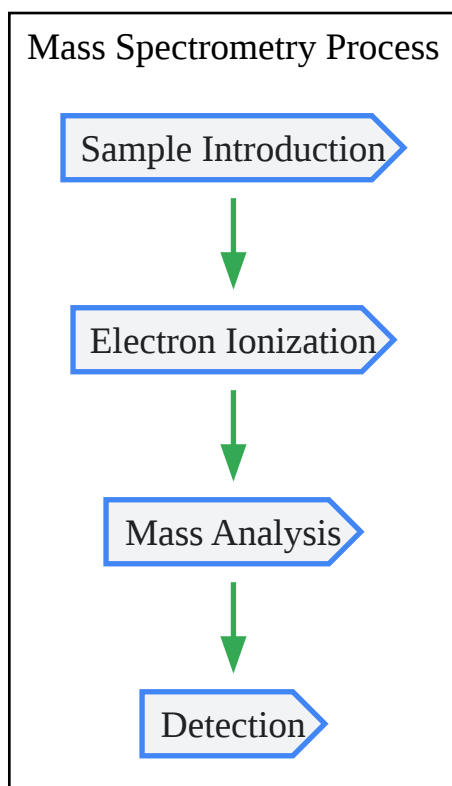 Mass Spectrometry Process
Sample Introduction
Electron Ionization
Mass Analysis
Detection